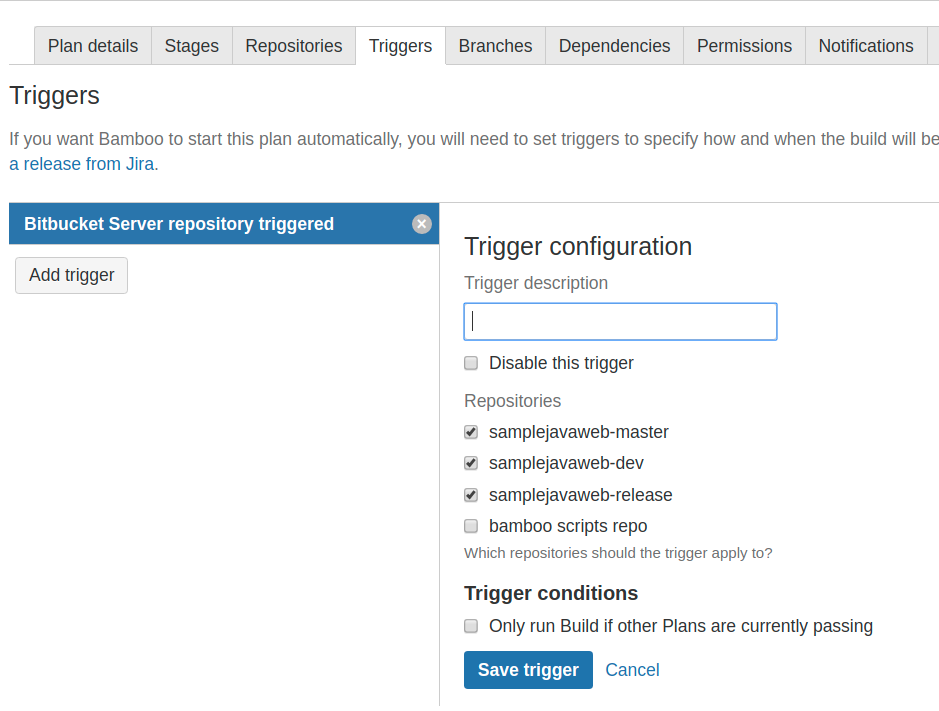 Plan details Stages Repositories Triggers Branches Dependencies Permissions Notifications
Triggers
If you want Bamboo to start this plan automatically, you will need to set triggers to specify how and when the build will be
a release from Jira.
Bitbucket Server repository triggered
Add trigger
Trigger configuration
Trigger description
Disable this trigger
Repositories
samplejavaweb-master
samplejavaweb-dev
samplejavaweb-release
bamboo scripts repo
Which repositories should the trigger apply to?
Trigger conditions
Only run Build if other Plans are currently passing
Save trigger Cancel